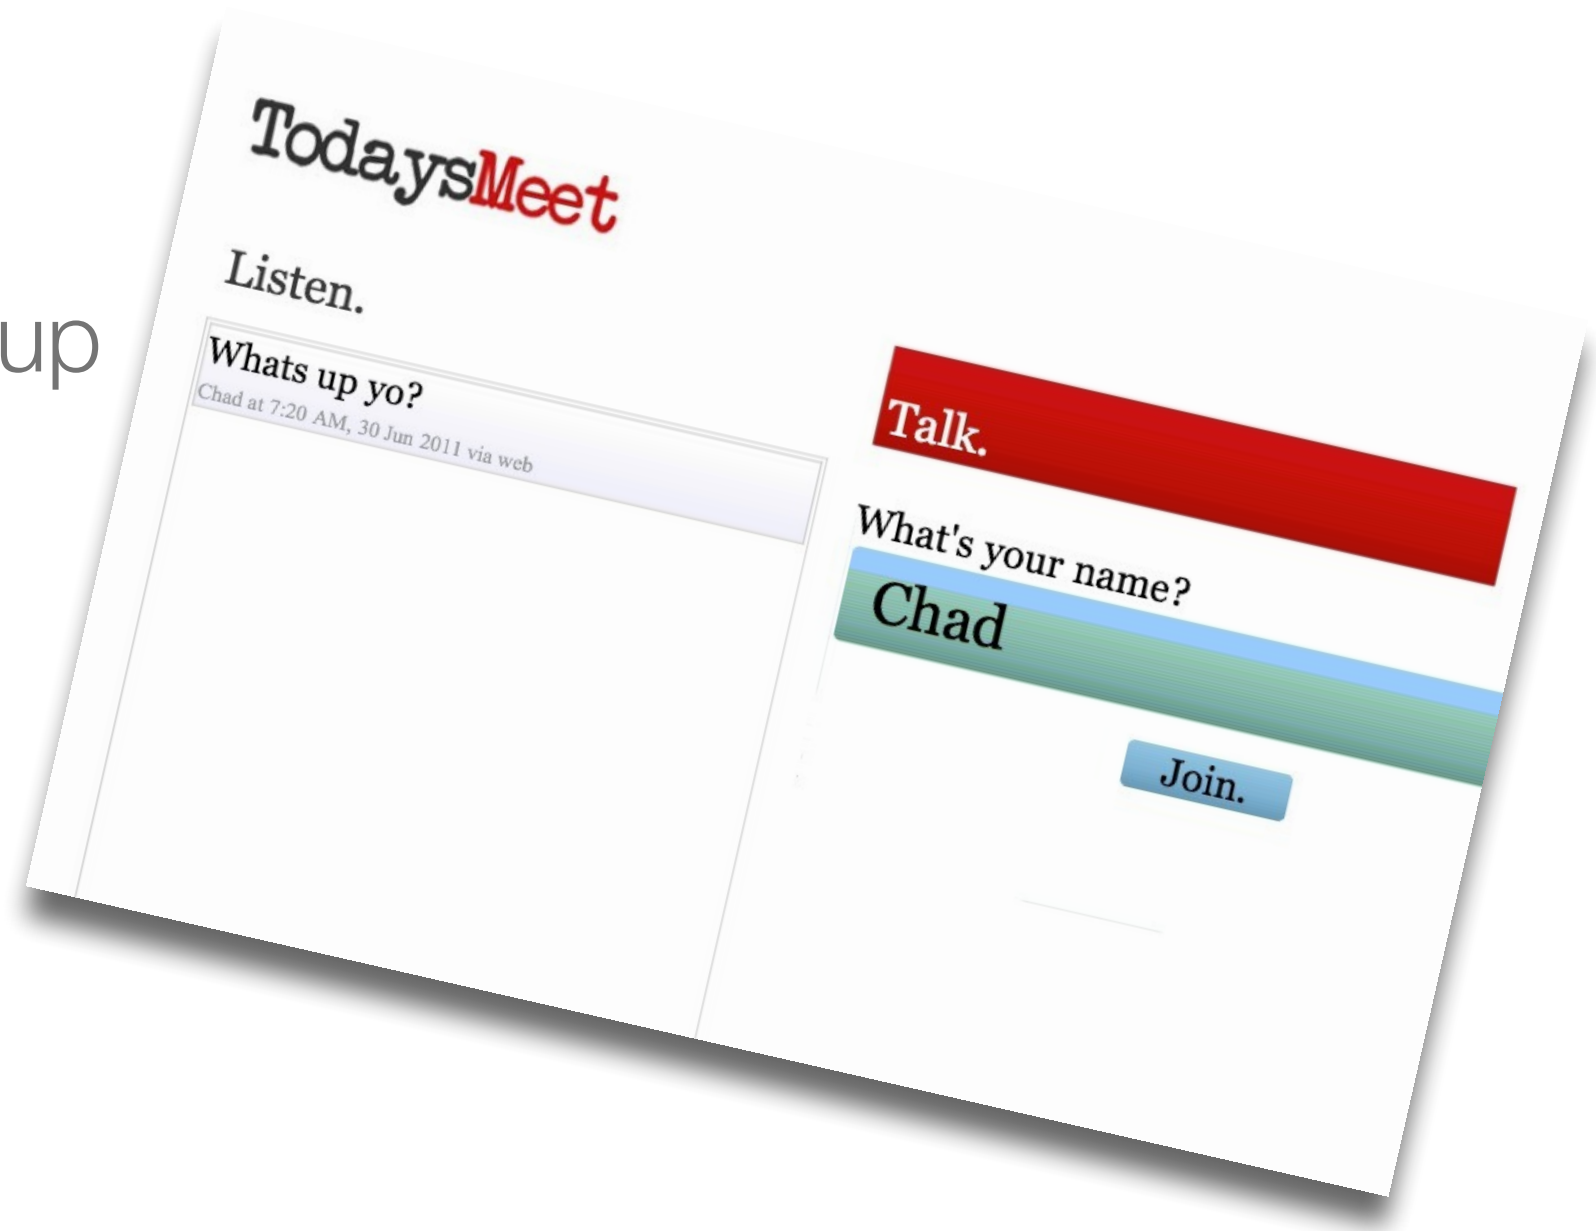 TodaysMeet
Listen.
up
Whats up yo?
Chad at 7:20 AM, 30 Jun 2011 via web
Talk.
What's your name?
Chad
Join.